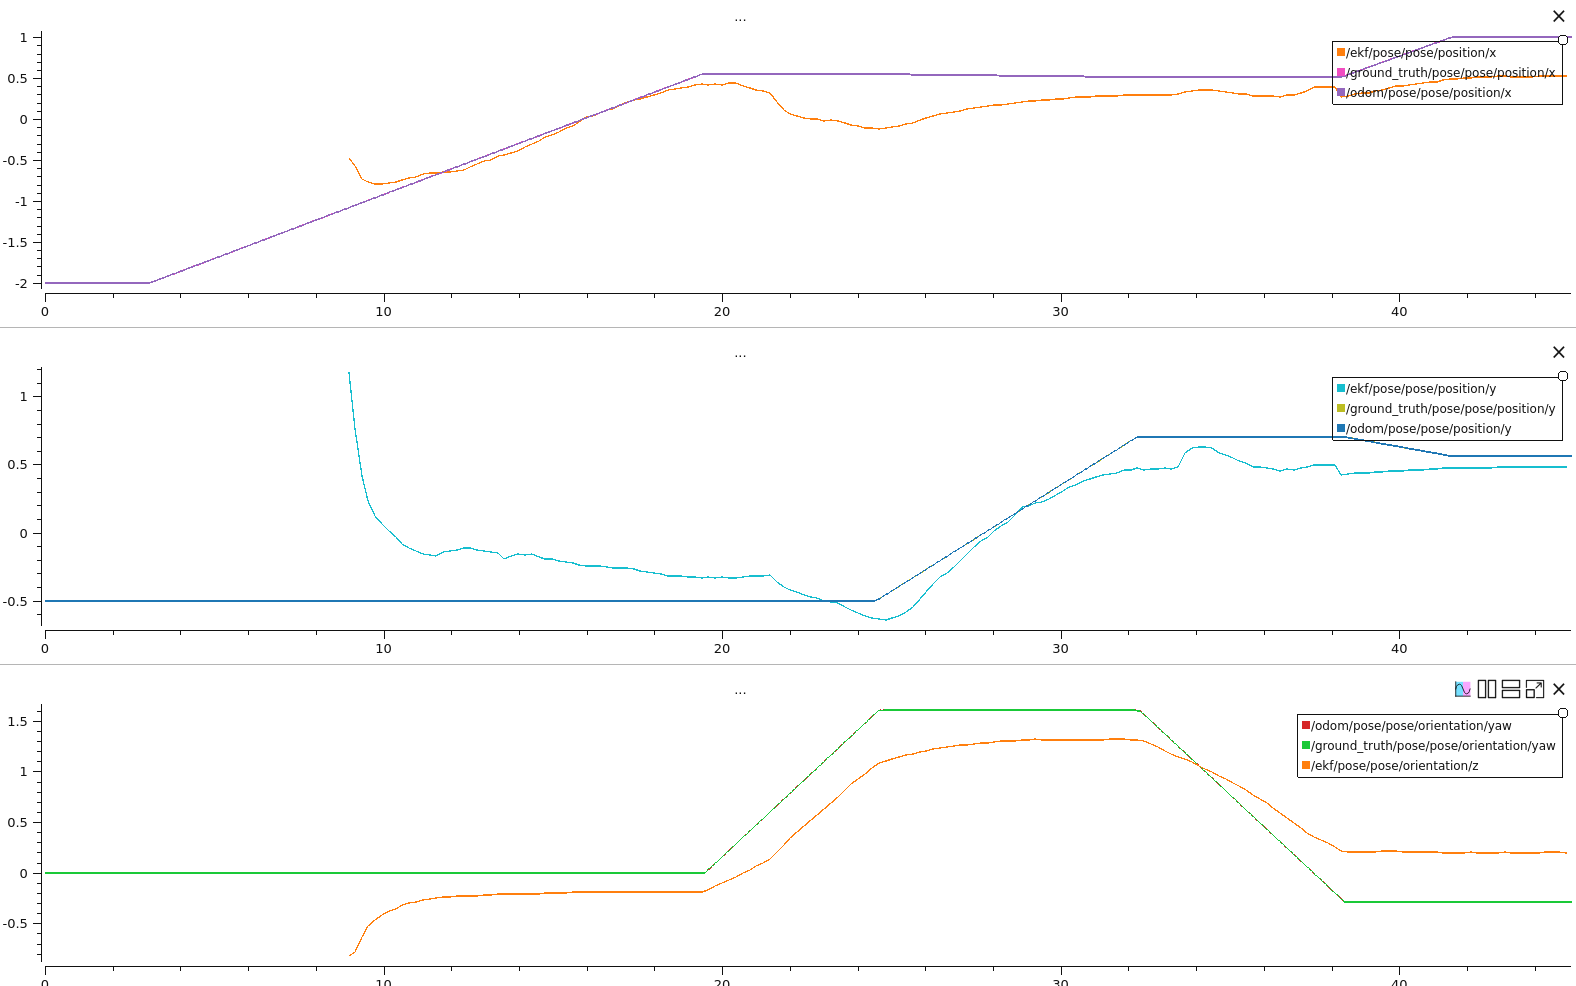 ...
1
0.5
0
-0.5
-1
-1.5
-2
/ekf/pose/pose/position/x
/ground_truth/pose/pose/position/x
/odom/pose/pose/position/x
0 10 20 30 40
...
1
0.5
0
-0.5
/ekf/pose/pose/position/y
/ground_truth/pose/pose/position/y
/odom/pose/pose/position/y
0 10 20 30 40
...
1.5
1
0.5
0
-0.5
/odom/pose/pose/orientation/yaw
/ground_truth/pose/pose/orientation/yaw
/ekf/pose/pose/orientation/z
0 10 20 30 40